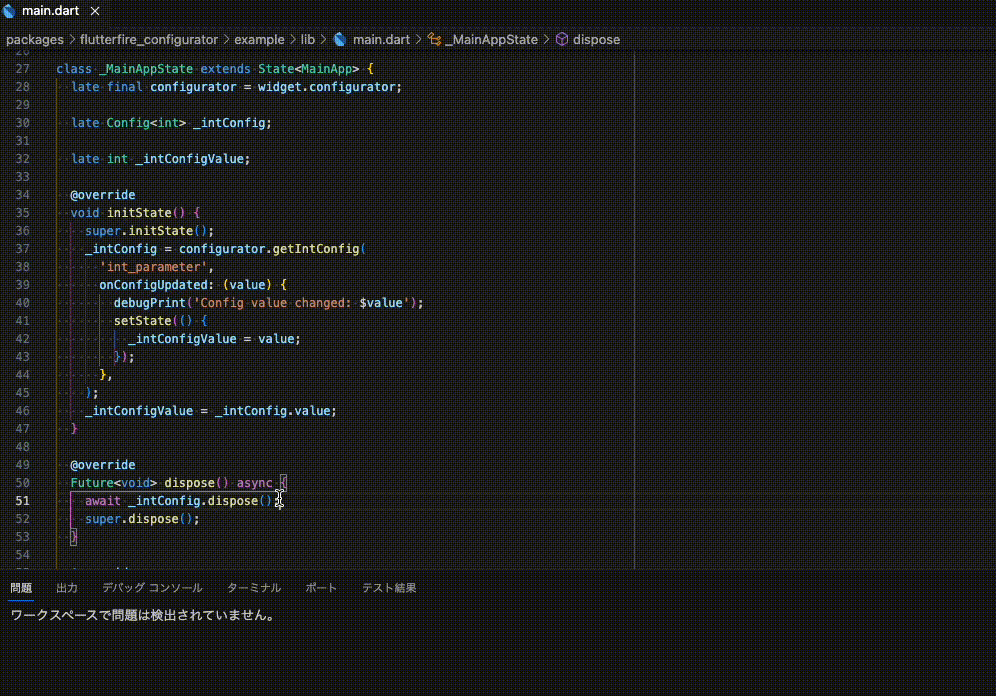 main.dart
packages > flutterfire_configurator > example > lib > main.dart > _MainAppState > dispose
27 class _MainAppState extends State<MainApp> {
28 late final configurator = widget.configurator;
29
30 late Config<int> _intConfig;
31
32 late int _intConfigValue;
33
34 @override
35 void initState() {
36 super.initState();
37 _intConfig = configurator.getIntConfig(
38 'int_parameter',
39 onConfigUpdated: (value) {
40 debugPrint('Config value changed: $value');
41 setState(() {
42 _intConfigValue = value;
43 });
44 },
45 );
46 _intConfigValue = _intConfig.value;
47 }
48
49 @override
50 Future<void> dispose() async {
51 await _intConfig.dispose();
52 super.dispose();
53 }
54
問題 出力 デバッグ コンソール ターミナル ポート テスト結果
ワークスペースで問題は検出されていません。